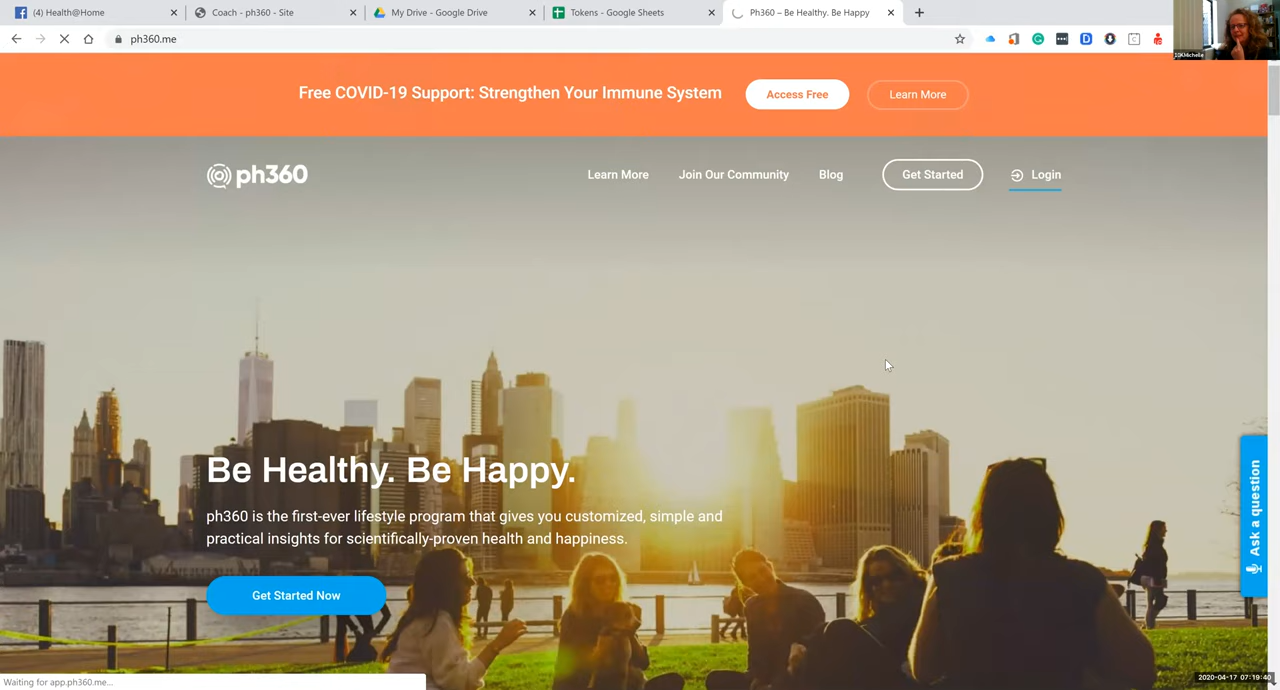 (4) Health@Home
Coach - ph360 - Site
My Drive - Google Drive
Tokens - Google Sheets
Ph360 – Be Healthy. Be Happy
ph360.me
Free COVID-19 Support: Strengthen Your Immune System
Access Free
Learn More
ph360
Learn More
Join Our Community
Blog
Get Started
Login
Be Healthy. Be Happy.
ph360 is the first-ever lifestyle program that gives you customized, simple and
practical insights for scientifically-proven health and happiness.
Get Started Now
Ask a question
Waiting for app.ph360.me...
2020-04-17 07:19:40